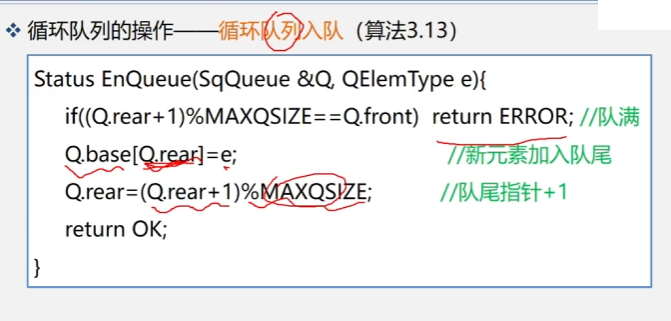 ❖ 循环队列的操作——循环队列入队（算法3.13）
Status EnQueue(SqQueue &Q, QElemType e){
if((Q.rear+1)%MAXQSIZE==Q.front) return ERROR; //队满
Q.base[Q.rear]=e; //新元素加入队尾
Q.rear=(Q.rear+1)%MAXQSIZE; //队尾指针+1
return OK;
}